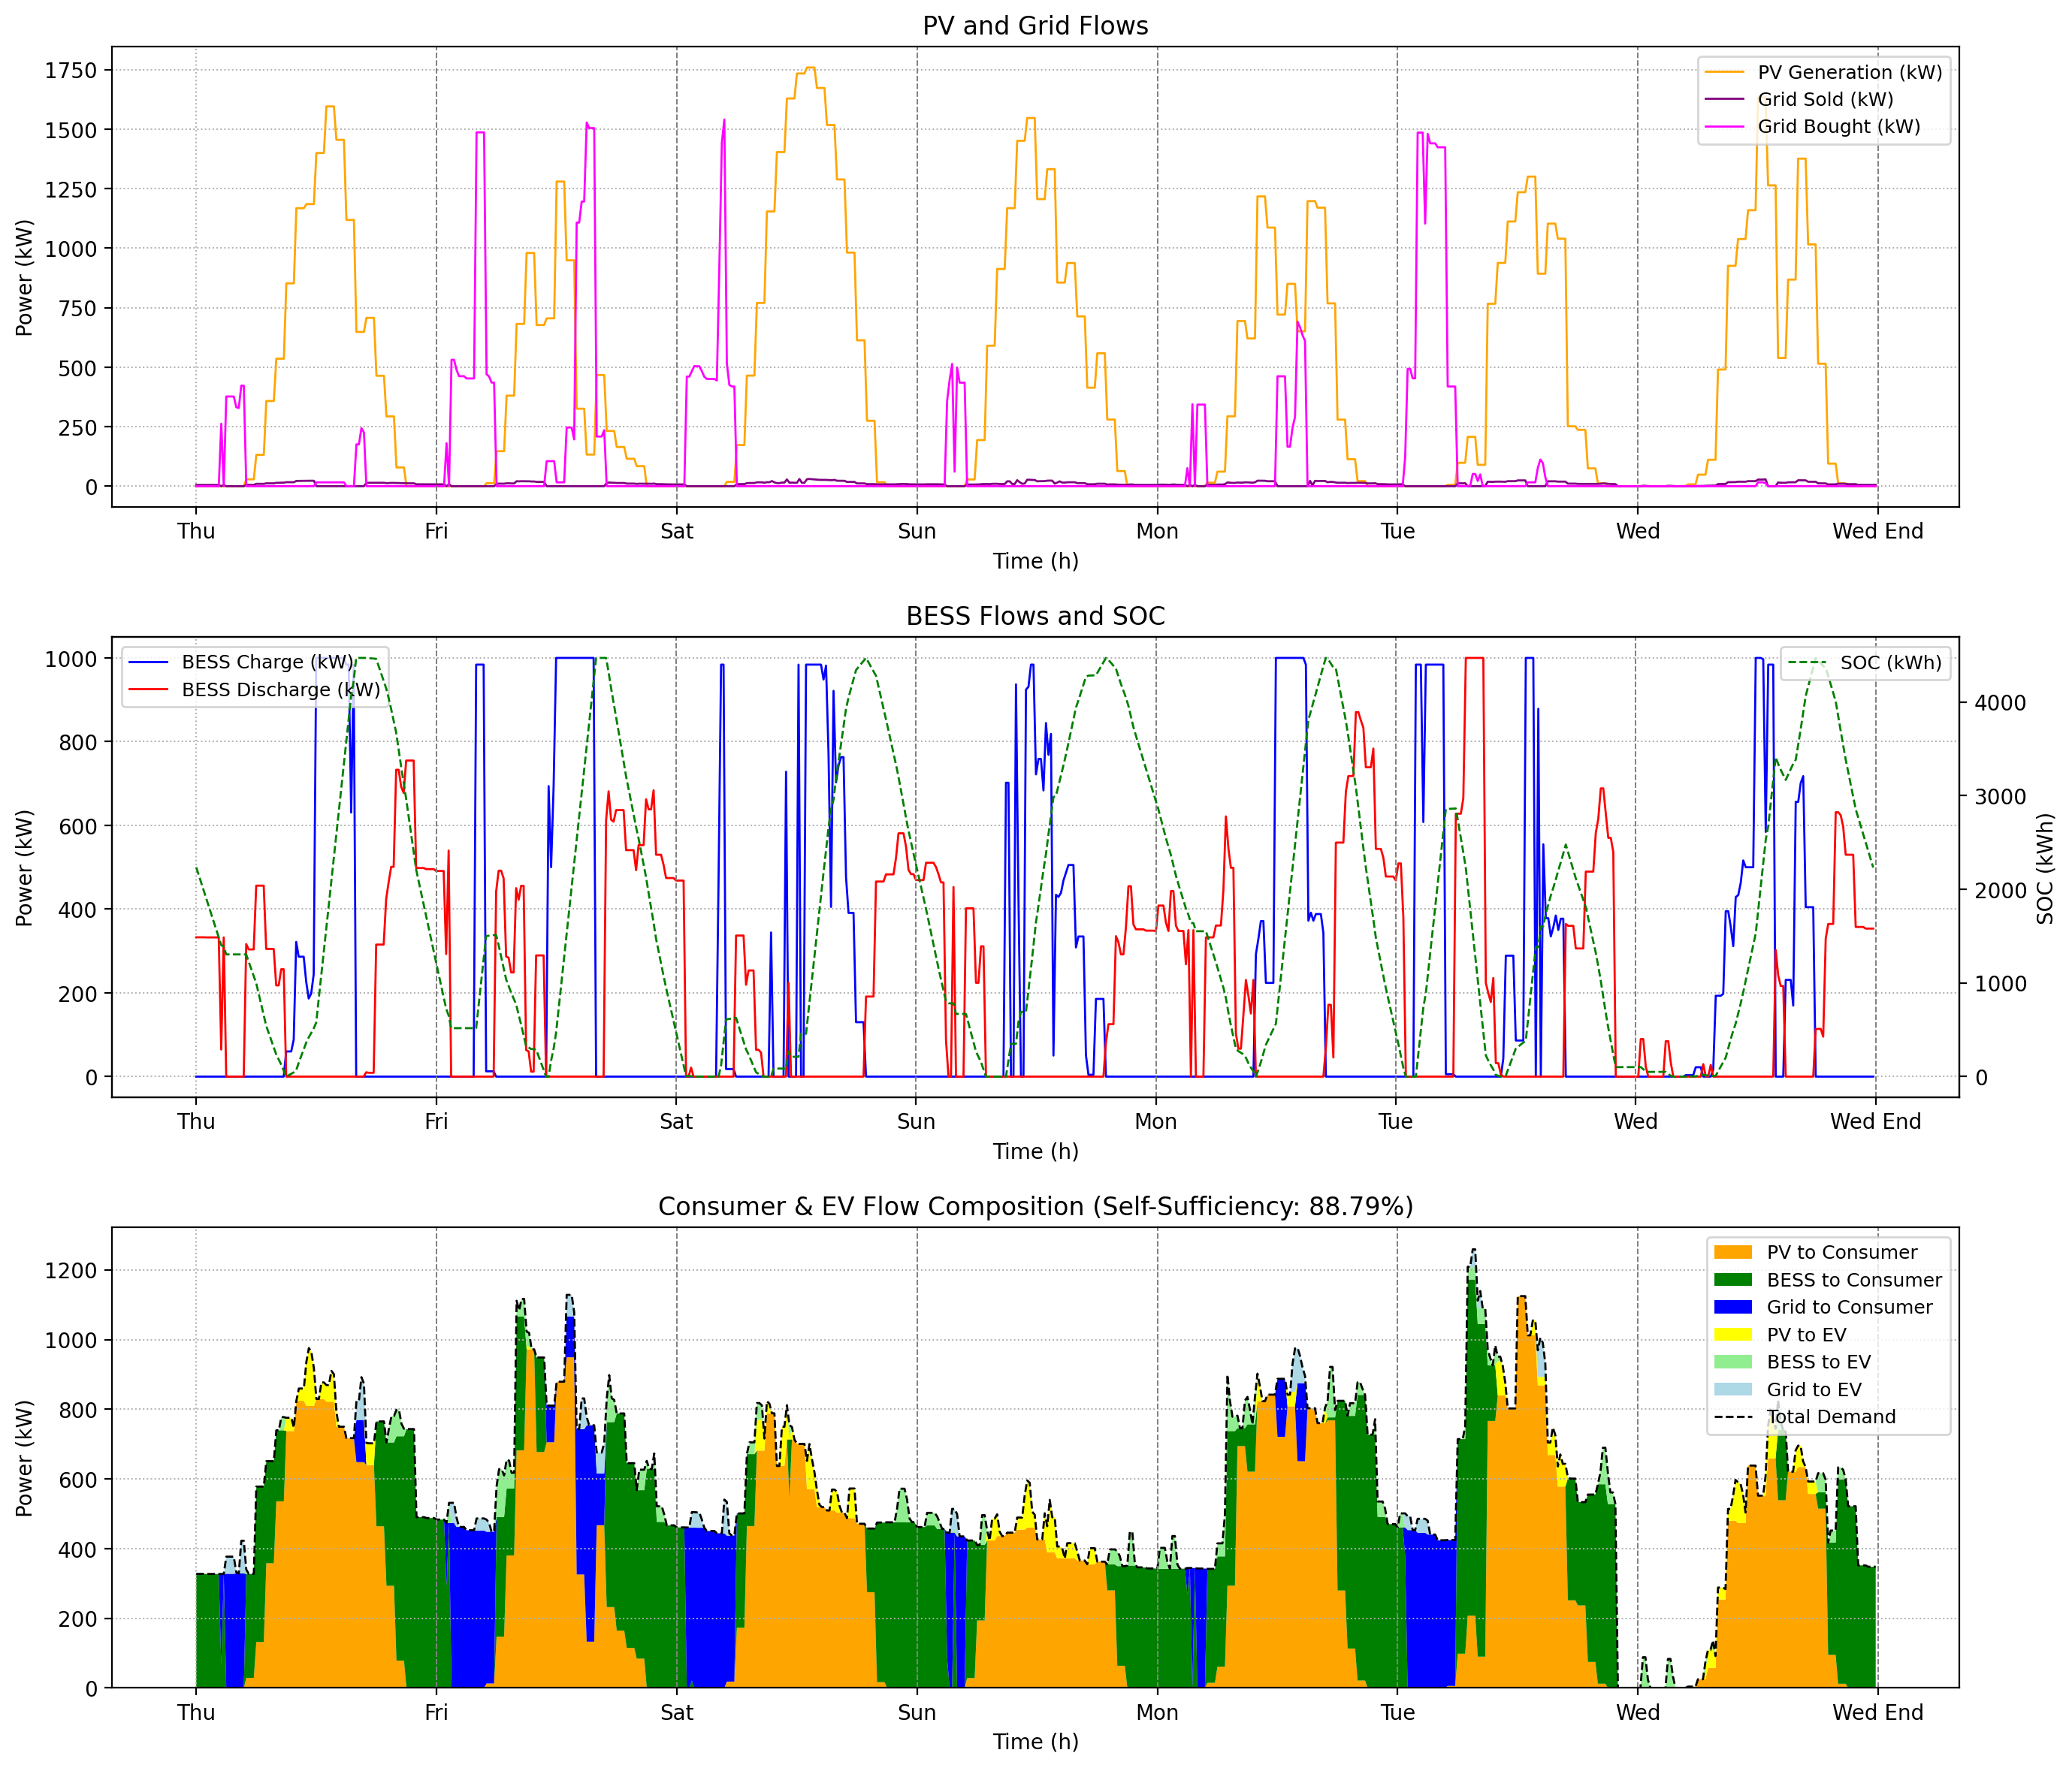 PV and Grid Flows
Power (kW)
1750
1500
1250
1000
750
500
250
0
PV Generation (kW)
Grid Sold (kW)
Grid Bought (kW)
Thu Fri Sat Sun Mon Tue Wed Wed End
Time (h)
BESS Flows and SOC
Power (kW)
1000
800
600
400
200
0
BESS Charge (kW)
BESS Discharge (kW)
SOC (kWh)
4000
3000
2000
1000
0
SOC (kWh)
Thu Fri Sat Sun Mon Tue Wed Wed End
Time (h)
Consumer & EV Flow Composition (Self-Sufficiency: 88.79%)
Power (kW)
1200
1000
800
600
400
200
0
PV to Consumer
BESS to Consumer
Grid to Consumer
PV to EV
BESS to EV
Grid to EV
Total Demand
Thu Fri Sat Sun Mon Tue Wed Wed End
Time (h)